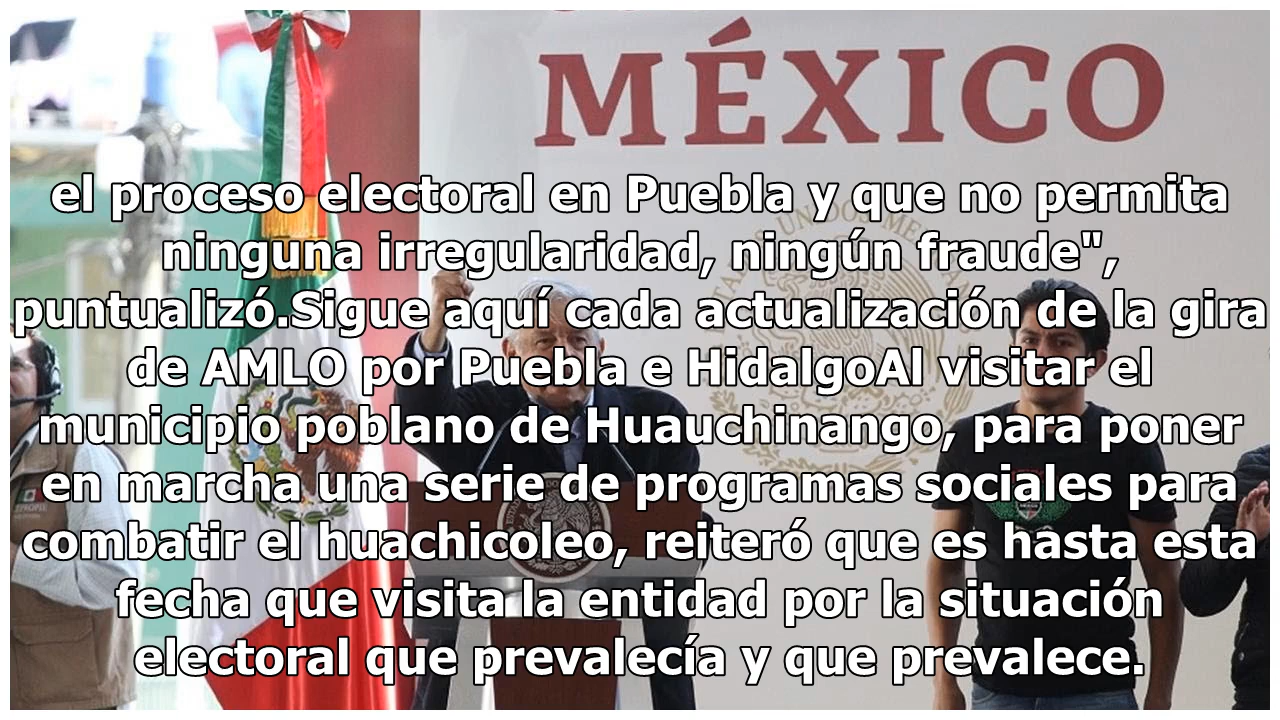 MÉXICO
el proceso electoral en Puebla y que no permita
ninguna irregularidad, ningún fraude",
puntualizó.Sigue aquí cada actualización de la gira
de AMLO por Puebla e HidalgoAl visitar el
municipio poblano de Huauchinango, para poner
en marcha una serie de programas sociales para
combatir el huachicoleo, reiteró que es hasta esta
fecha que visita la entidad por la situación
electoral que prevalecía y que prevalece.